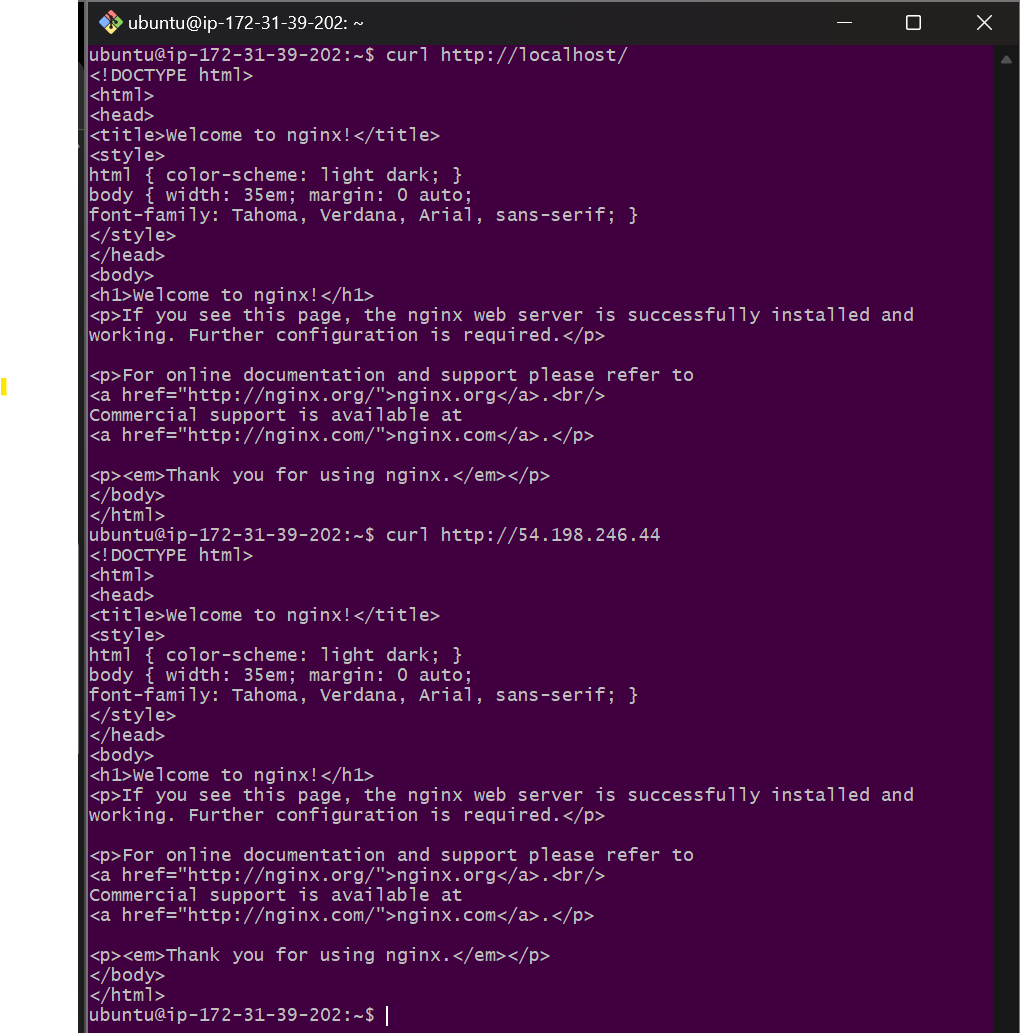 ubuntu@ip-172-31-39-202: ~
ubuntu@ip-172-31-39-202:~$ curl http://localhost/
<!DOCTYPE html>
<html>
<head>
<title>Welcome to nginx!</title>
<style>
html { color-scheme: light dark; }
body { width: 35em; margin: 0 auto;
font-family: Tahoma, Verdana, Arial, sans-serif; }
</style>
</head>
<body>
<h1>Welcome to nginx!</h1>
<p>If you see this page, the nginx web server is successfully installed and
working. Further configuration is required.</p>

<p>For online documentation and support please refer to
<a href="http://nginx.org/">nginx.org</a>.<br/>
Commercial support is available at
<a href="http://nginx.com/">nginx.com</a>.</p>

<p><em>Thank you for using nginx.</em></p>
</body>
</html>
ubuntu@ip-172-31-39-202:~$ curl http://54.198.246.44
<!DOCTYPE html>
<html>
<head>
<title>Welcome to nginx!</title>
<style>
html { color-scheme: light dark; }
body { width: 35em; margin: 0 auto;
font-family: Tahoma, Verdana, Arial, sans-serif; }
</style>
</head>
<body>
<h1>Welcome to nginx!</h1>
<p>If you see this page, the nginx web server is successfully installed and
working. Further configuration is required.</p>

<p>For online documentation and support please refer to
<a href="http://nginx.org/">nginx.org</a>.<br/>
Commercial support is available at
<a href="http://nginx.com/">nginx.com</a>.</p>

<p><em>Thank you for using nginx.</em></p>
</body>
</html>
ubuntu@ip-172-31-39-202:~$